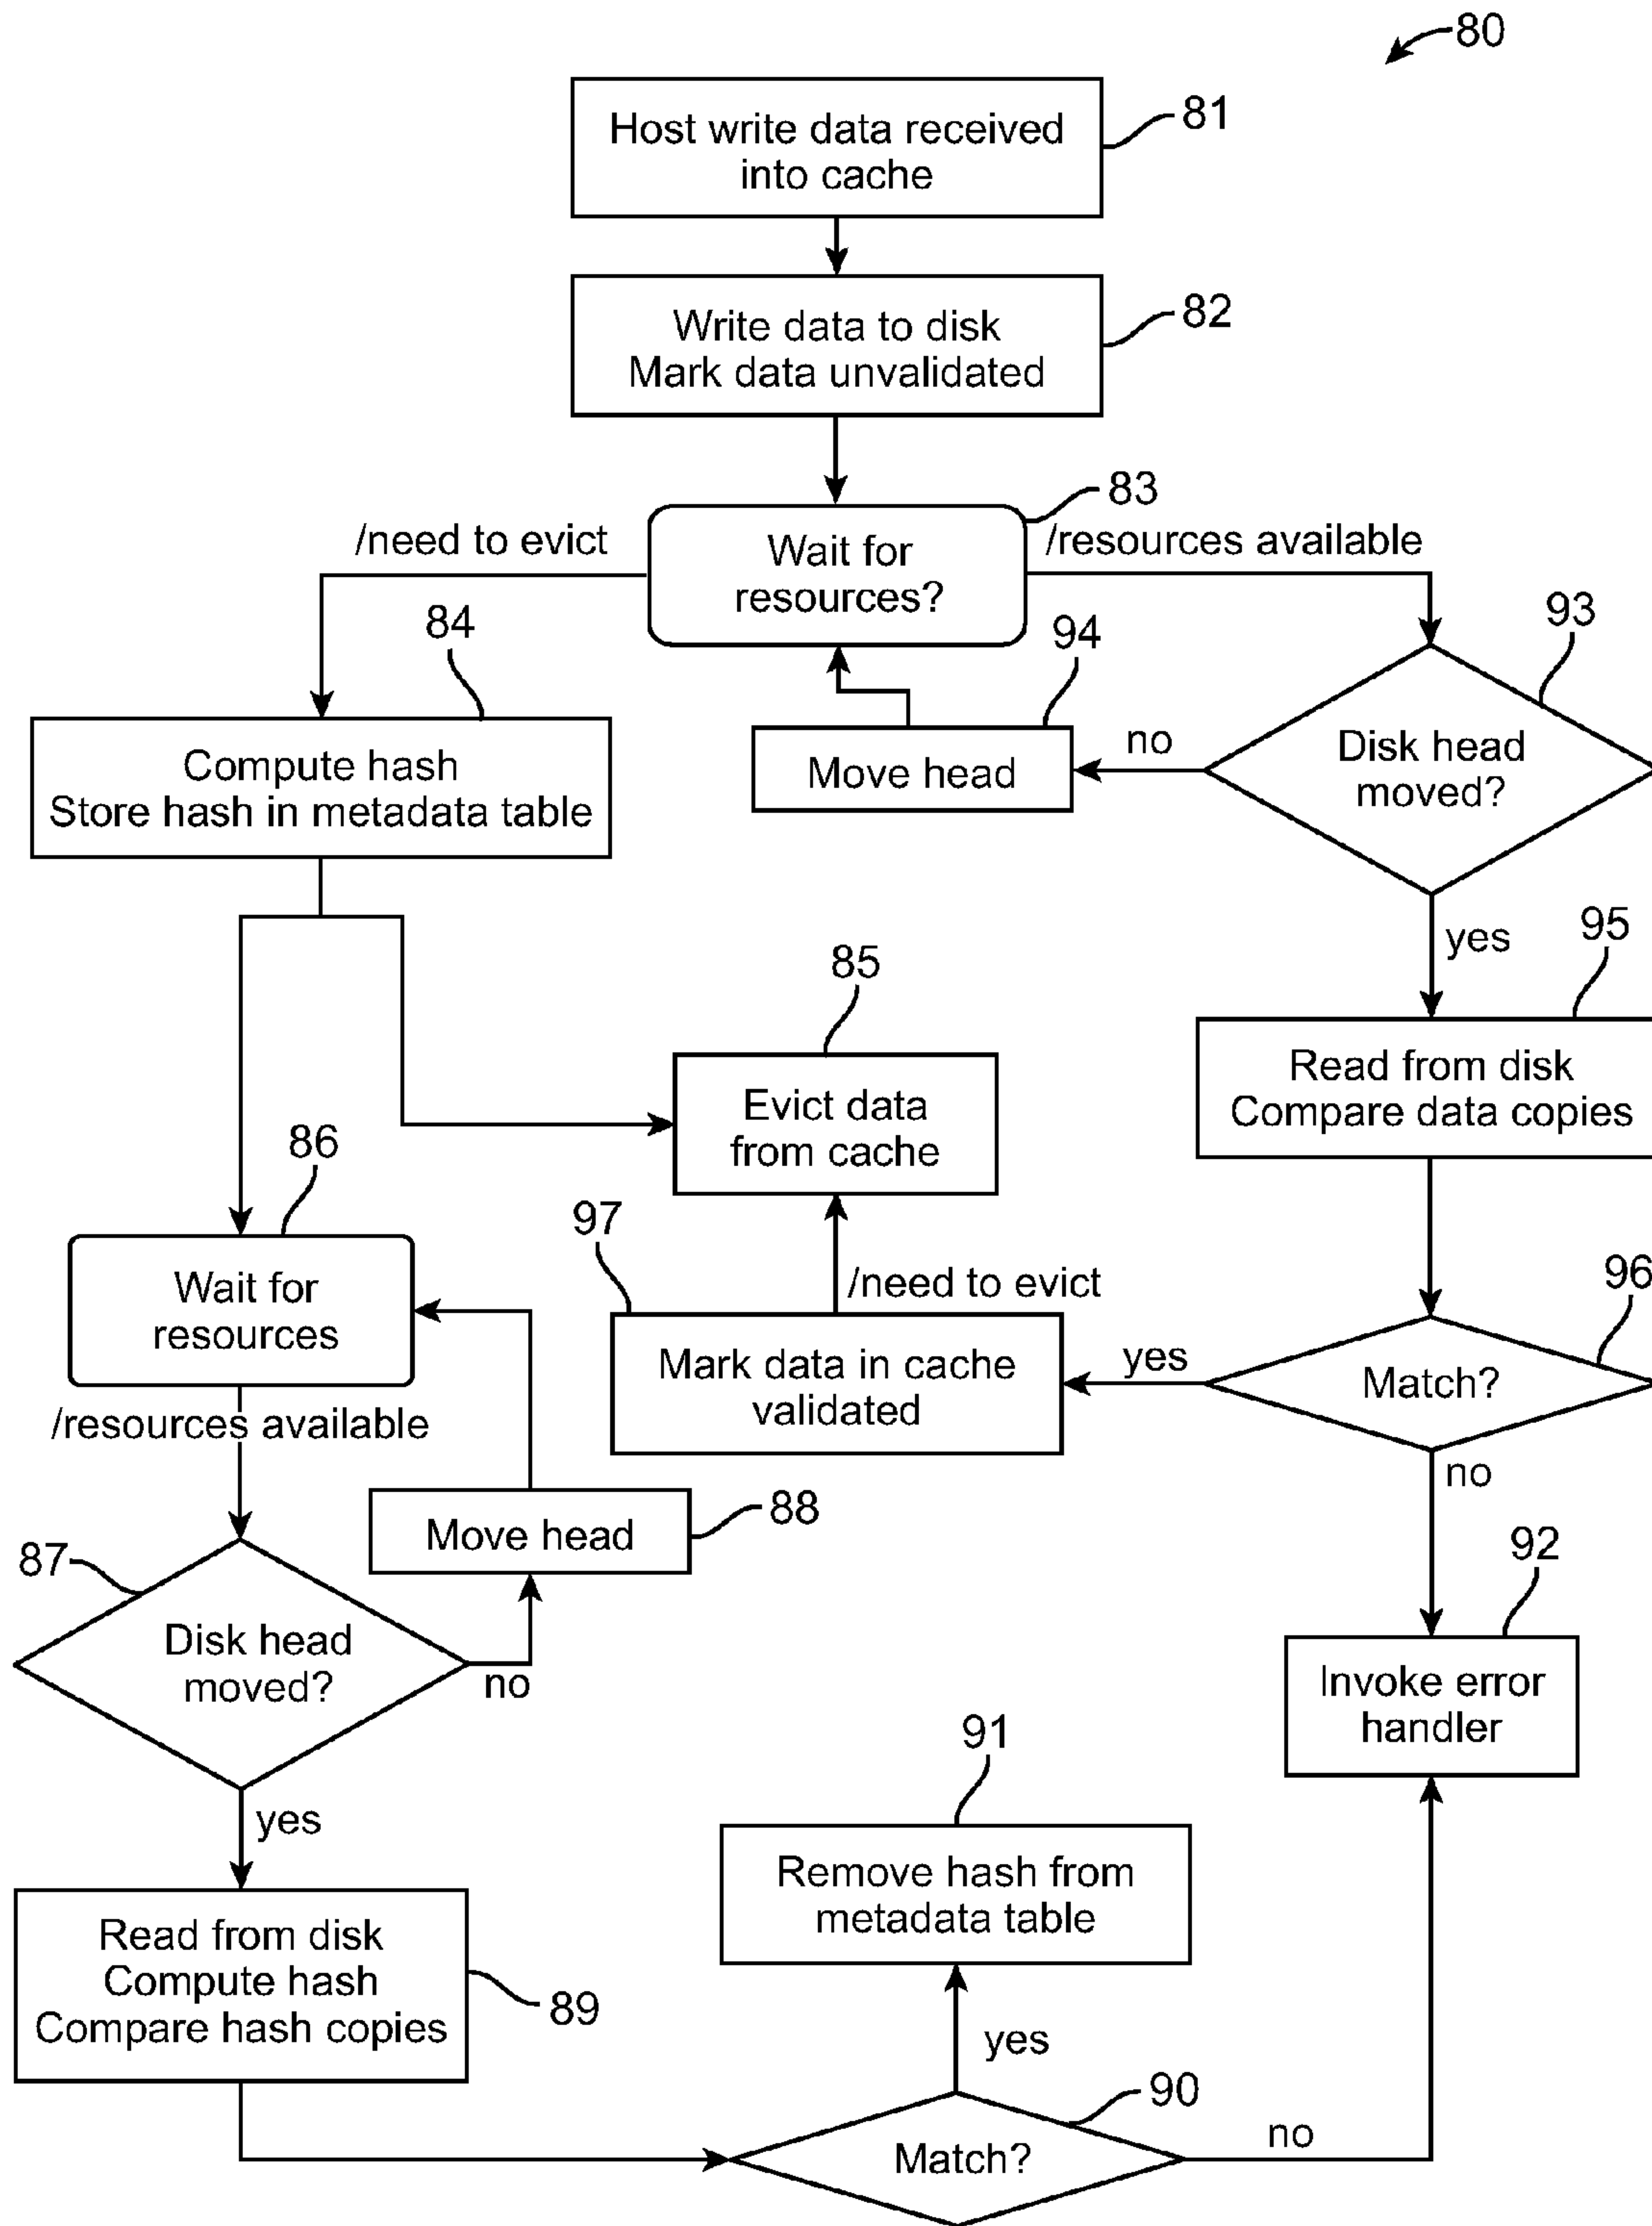 80
Host write data received
into cache
81
Write data to disk
Mark data unvalidated
82
83
/need to evict
Wait for
resources?
/resources available
84
94
93
Compute hash
Store hash in metadata table
Move head
no
Disk head
moved?
yes
95
85
Evict data
from cache
Read from disk
Compare data copies
86
97
96
Wait for
resources
/need to evict
Mark data in cache
validated
yes
Match?
/resources available
no
Move head
88
87
92
Disk head
moved?
no
Invoke error
handler
91
yes
Remove hash from
metadata table
Read from disk
Compute hash
Compare hash copies
89
yes
90
Match?
no